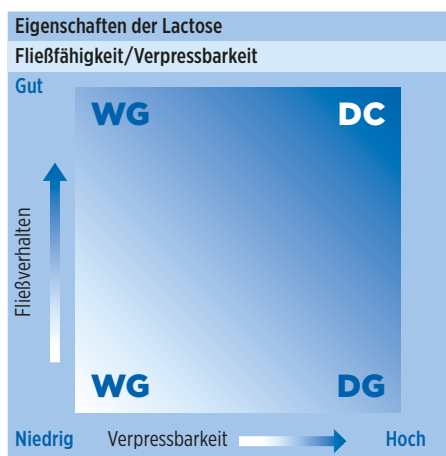 Eigenschaften der Lactose
Fließfähigkeit/Verpressbarkeit
Gut
WG DC
Fließverhalten
WG DG
Niedrig Verpressbarkeit Hoch